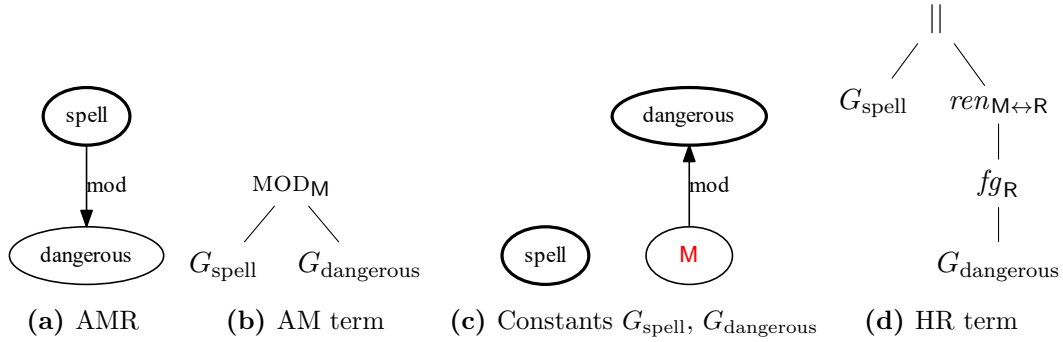 spell
mod
dangerous
(a) AMR
MOD_M
G_spell G_dangerous
(b) AM term
dangerous
mod
spell M
(c) Constants G_spell, G_dangerous
||
G_spell ren_M↔R
fg_R
G_dangerous
(d) HR term